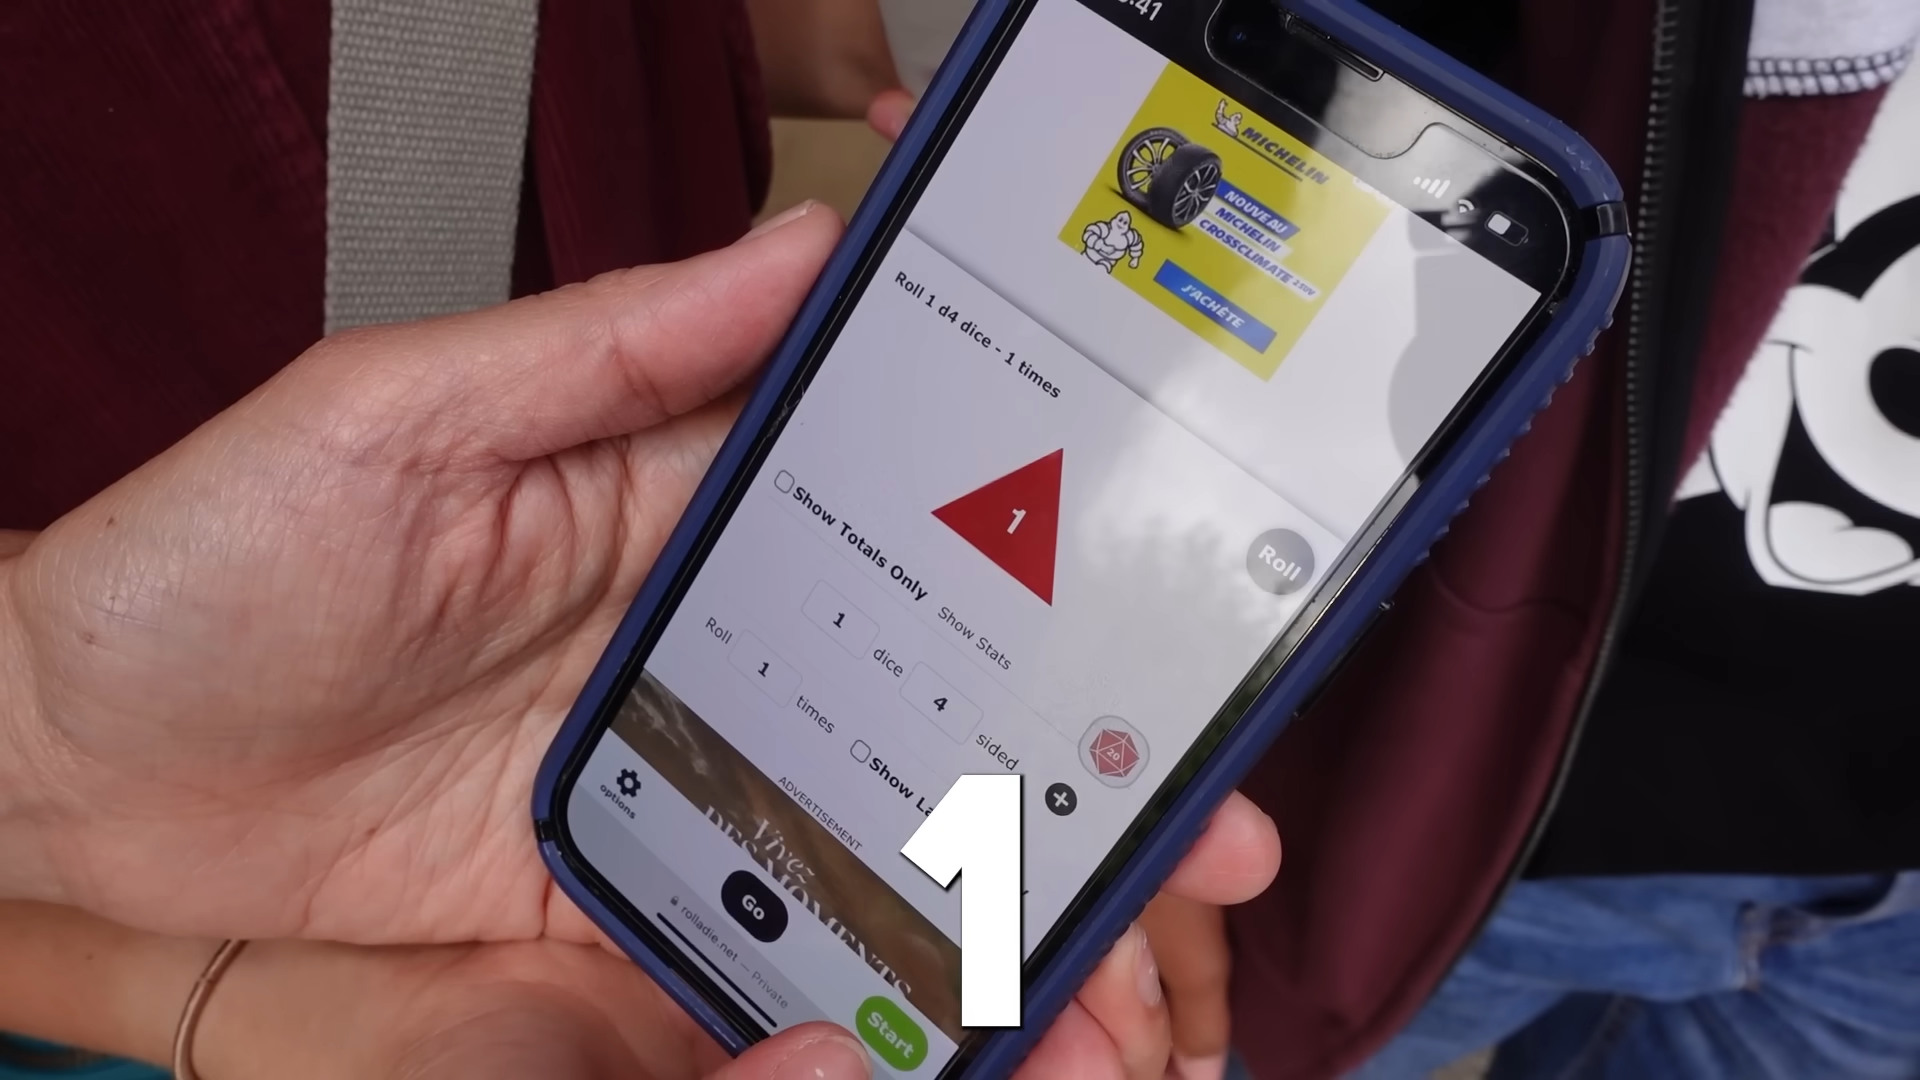 :41
MICHELIN
NOUVEAU
MICHELIN
CROSSCLIMATE
J'ACHÈTE
Roll 1 d4 dice - 1 times
1
Roll
Show Totals Only
Show Stats
1 dice 4 sided
Roll 1 times
20
Show La
+
ADVERTISEMENT
options
Vivez
DES MOMENTS
Go
rolladie.net — Private
Start
1